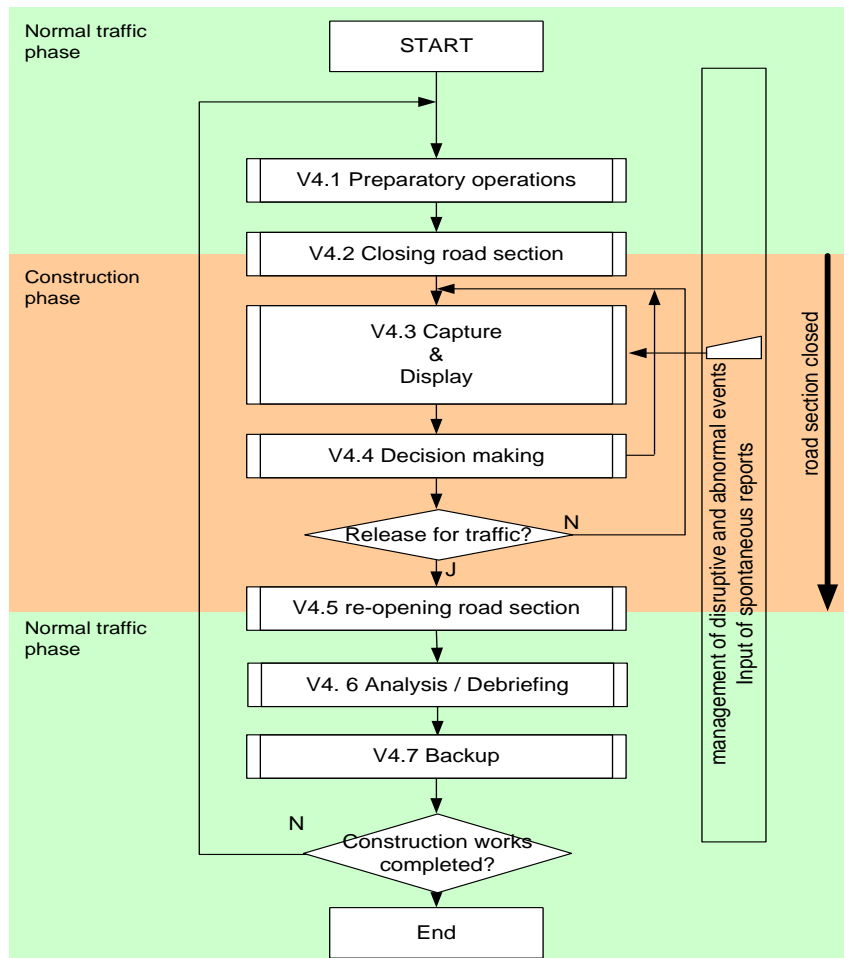 Normal traffic
phase
START
V4.1 Preparatory operations
V4.2 Closing road section
Construction
phase
V4.3 Capture
&
Display
V4.4 Decision making
Release for traffic?
N
J
V4.5 re-opening road section
Normal traffic
phase
V4. 6 Analysis / Debriefing
V4.7 Backup
N
Construction works
completed?
End
management of disruptive and abnormal events
Input of spontaneous reports
road section closed